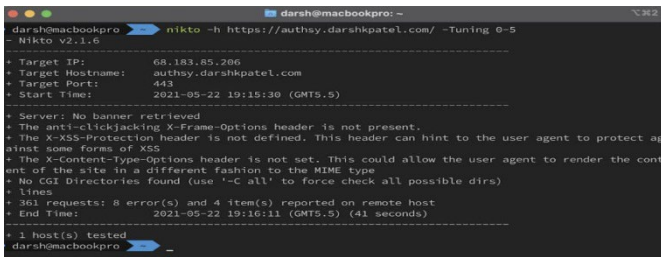 darsh@macbookpro: ~
⌥⌘2
darsh@macbookpro ~ nikto -h https://authsy.darshkpatel.com/ -Tuning 0-5
- Nikto v2.1.6
---------------------------------------------------------------------------
+ Target IP: 68.183.85.206
+ Target Hostname: authsy.darshkpatel.com
+ Target Port: 443
+ Start Time: 2021-05-22 19:15:30 (GMT5.5)
---------------------------------------------------------------------------
+ Server: No banner retrieved
+ The anti-clickjacking X-Frame-Options header is not present.
+ The X-XSS-Protection header is not defined. This header can hint to the user agent to protect ag
ainst some forms of XSS
+ The X-Content-Type-Options header is not set. This could allow the user agent to render the cont
ent of the site in a different fashion to the MIME type
+ No CGI Directories found (use '-C all' to force check all possible dirs)
+ lines
+ 361 requests: 8 error(s) and 4 item(s) reported on remote host
+ End Time: 2021-05-22 19:16:11 (GMT5.5) (41 seconds)
---------------------------------------------------------------------------
+ 1 host(s) tested
darsh@macbookpro ~ _